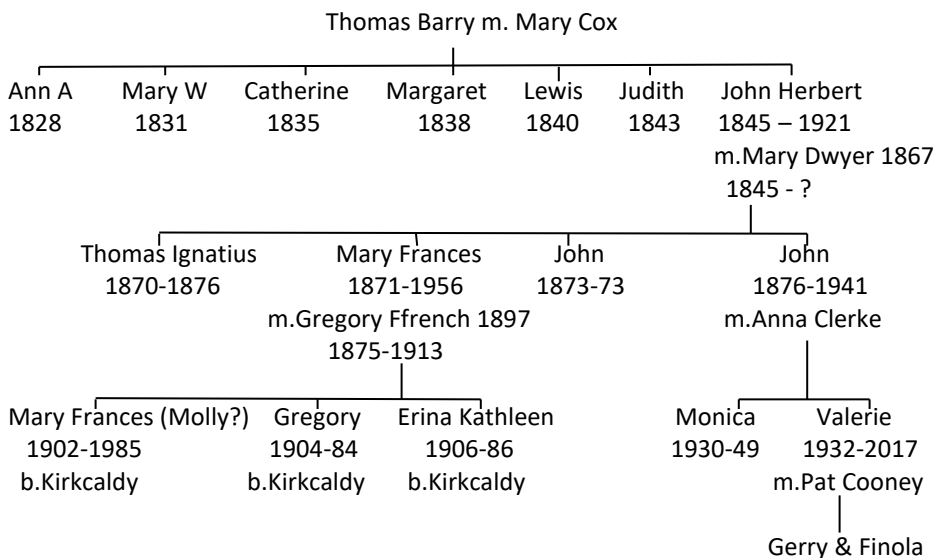 Thomas Barry m. Mary Cox
Ann A Mary W Catherine Margaret Lewis Judith John Herbert
1828 1831 1835 1838 1840 1843 1845 – 1921
m.Mary Dwyer 1867
1845 - ?
Thomas Ignatius Mary Frances John John
1870-1876 1871-1956 1873-73 1876-1941
m.Gregory Ffrench 1897 m.Anna Clerke
1875-1913
Mary Frances (Molly?) Gregory Erina Kathleen Monica Valerie
1902-1985 1904-84 1906-86 1930-49 1932-2017
b.Kirkcaldy b.Kirkcaldy b.Kirkcaldy m.Pat Cooney
Gerry & Finola